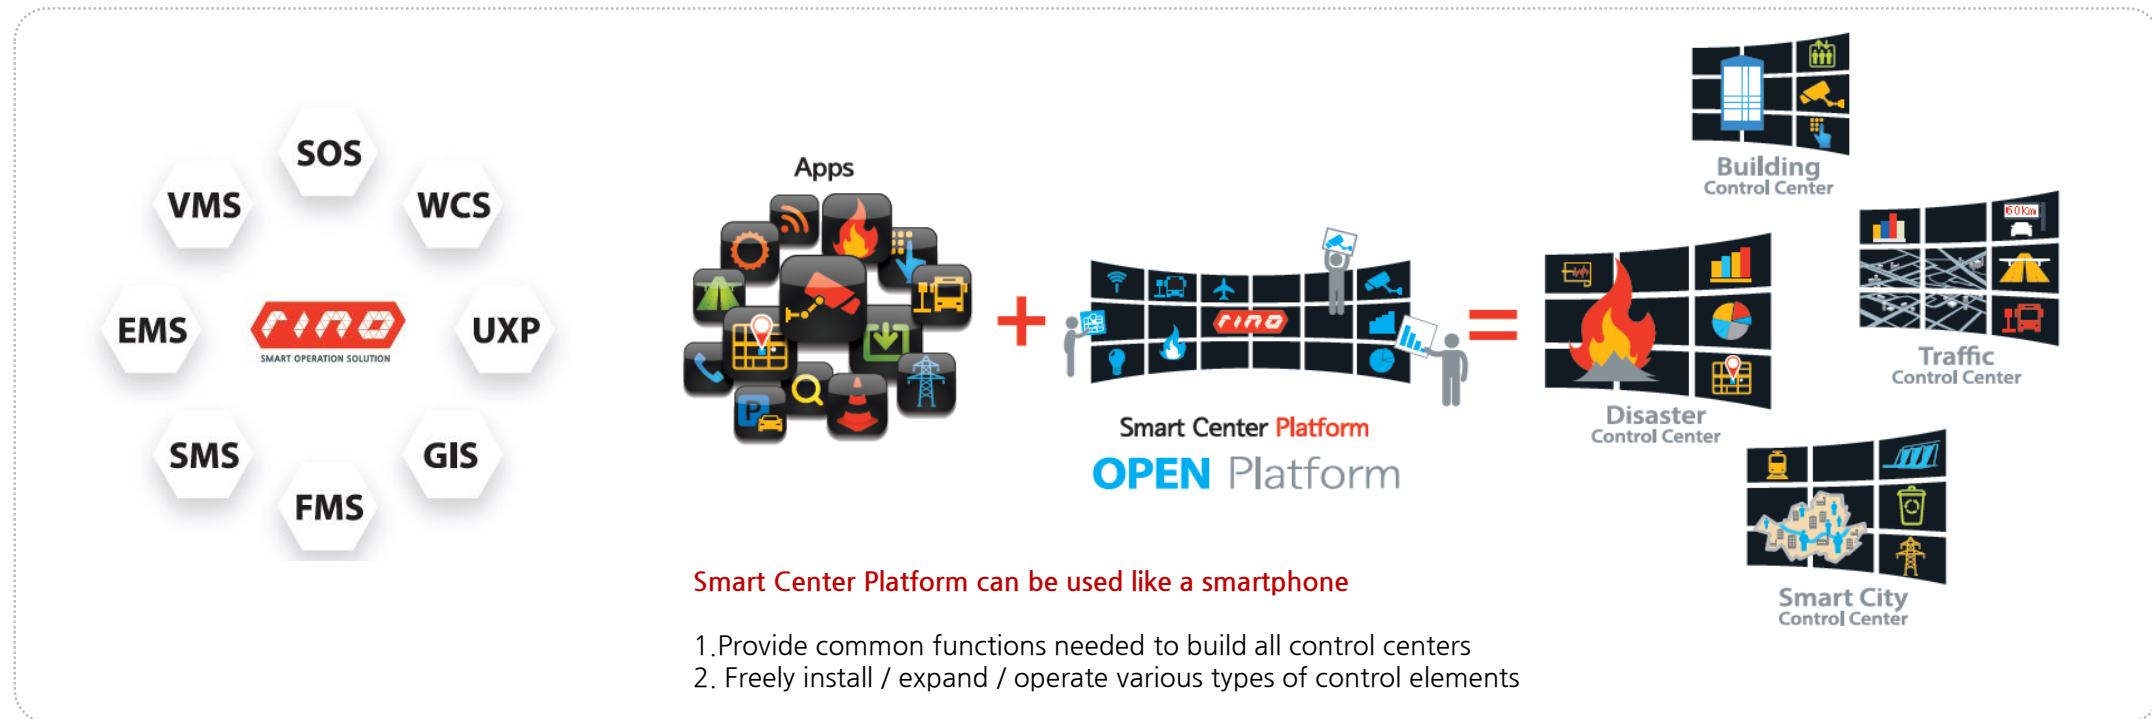 SOS
VMS
WCS
EMS
rino
SMART OPERATION SOLUTION
UXP
SMS
GIS
FMS
Apps
P
rino
Smart Center Platform
OPEN Platform
Building
Control Center
60Km
Traffic
Control Center
Disaster
Control Center
Smart City
Control Center
Smart Center Platform can be used like a smartphone
1.Provide common functions needed to build all control centers
2. Freely install / expand / operate various types of control elements